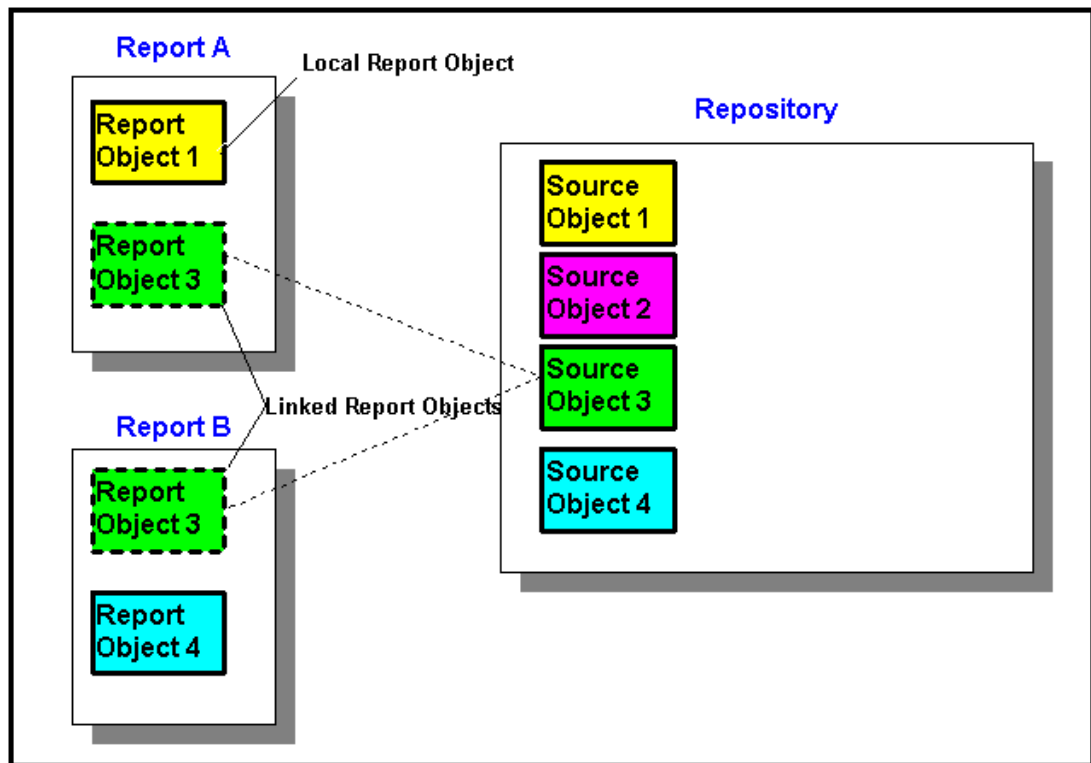 Report A
Local Report Object
Report
Object 1
Report
Object 3
Linked Report Objects
Report B
Report
Object 3
Report
Object 4
Repository
Source
Object 1
Source
Object 2
Source
Object 3
Source
Object 4